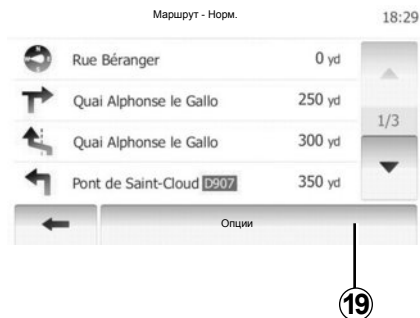 Маршрут - Норм. 18:29
Rue Béranger 0 yd
Quai Alphonse le Gallo 250 yd
1/3
Quai Alphonse le Gallo 300 yd
Pont de Saint-Cloud D907 350 yd
Опции
19